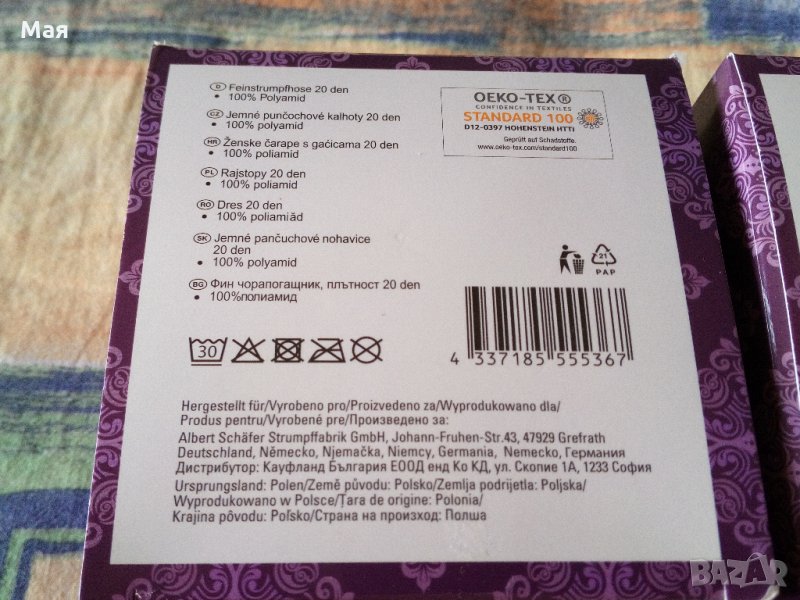 Мая
D Feinstrumpfhose 20 den
• 100% Polyamid
CZ Jemné punčochové kalhoty 20 den
• 100% polyamid
HR Ženske čarape s gaćicama 20 den
• 100% poliamid
PL Rajstopy 20 den
• 100% poliamid
RO Dres 20 den
• 100% poliamiăd
SK Jemné pančuchové nohavice
20 den
• 100% polyamid
BG Фин чорапогащник, плътност 20 den
• 100%полиамид
OEKO-TEX®
CONFIDENCE IN TEXTILES
STANDARD 100
D12-0397 HOHENSTEIN HTTI
Geprüft auf Schadstoffe.
www.oeko-tex.com/standard100
21
PAP
30
4 337185 555367
Hergestellt für/Vyrobeno pro/Proizvedeno za/Wyprodukowano dla/
Produs pentru/Vyrobené pre/Произведено за:
Albert Schäfer Strumpffabrik GmbH, Johann-Fruhen-Str.43, 47929 Grefrath
Deutschland, Německo, Njemačka, Niemcy, Germania, Nemecko, Германия
Дистрибутор: Кауфланд България ЕООД енд Ко КД, ул. Скопие 1А, 1233 София
Ursprungsland: Polen/Země původu: Polsko/Zemlja podrijetla: Poljska/
Wyprodukowano w Polsce/Țara de origine: Polonia/
Krajina pôvodu: Poľsko/Страна на произход: Полша
BAZAR